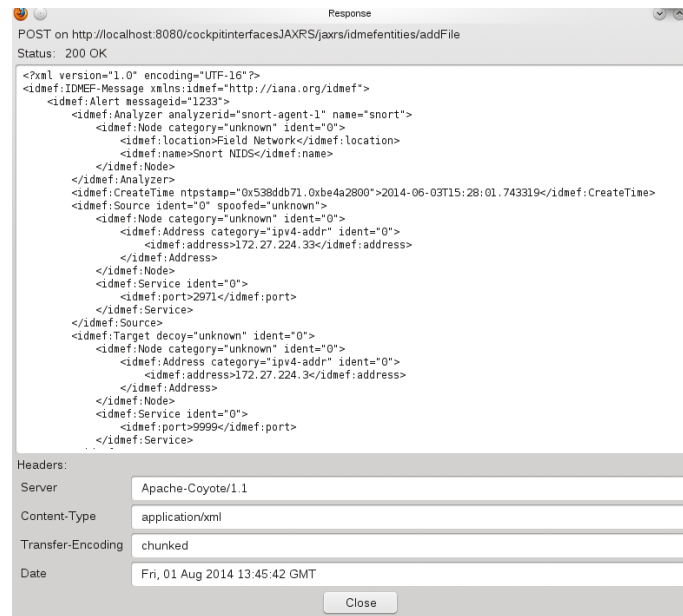 Response
POST on http://localhost:8080/cockpitinterfacesJAXRS/jaxrs/idmefentities/addFile
Status: 200 OK
<?xml version="1.0" encoding="UTF-16"?>
<idmef:IDMEF-Message xmlns:idmef="http://iana.org/idmef">
<idmef:Alert messageid="1233">
<idmef:Analyzer analyzerid="snort-agent-1" name="snort">
<idmef:Node category="unknown" ident="0">
<idmef:location>Field Network</idmef:location>
<idmef:name>Snort NIDS</idmef:name>
</idmef:Node>
</idmef:Analyzer>
<idmef:CreateTime ntpstamp="0x538ddb71.0xbe4a2800">2014-06-03T15:28:01.743319</idmef:CreateTime>
<idmef:Source ident="0" spoofed="unknown">
<idmef:Node category="unknown" ident="0">
<idmef:Address category="ipv4-addr" ident="0">
<idmef:address>172.27.224.33</idmef:address>
</idmef:Address>
</idmef:Node>
<idmef:Service ident="0">
<idmef:port>2971</idmef:port>
</idmef:Service>
</idmef:Source>
<idmef:Target decoy="unknown" ident="0">
<idmef:Node category="unknown" ident="0">
<idmef:Address category="ipv4-addr" ident="0">
<idmef:address>172.27.224.3</idmef:address>
</idmef:Address>
</idmef:Node>
<idmef:Service ident="0">
<idmef:port>9999</idmef:port>
</idmef:Service>
Headers:
Server Apache-Coyote/1.1
Content-Type application/xml
Transfer-Encoding chunked
Date Fri, 01 Aug 2014 13:45:42 GMT
Close